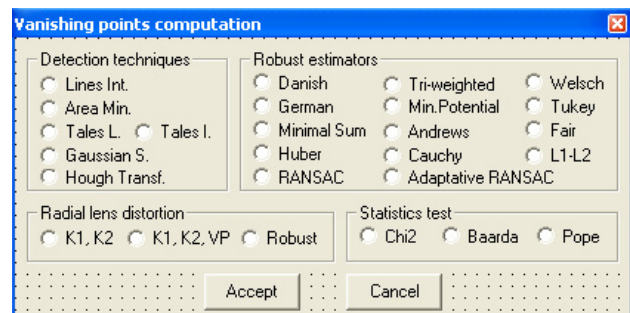 Vanishing points computation
Detection techniques
Lines Int.
Area Min.
Tales L. Tales I.
Gaussian S.
Hough Transf.
Robust estimators
Danish Tri-weighted Welsch
German Min.Potential Tukey
Minimal Sum Andrews Fair
Huber Cauchy L1-L2
RANSAC Adaptative RANSAC
Radial lens distortion
K1, K2 K1, K2, VP Robust
Statistics test
Chi2 Baarda Pope
Accept Cancel